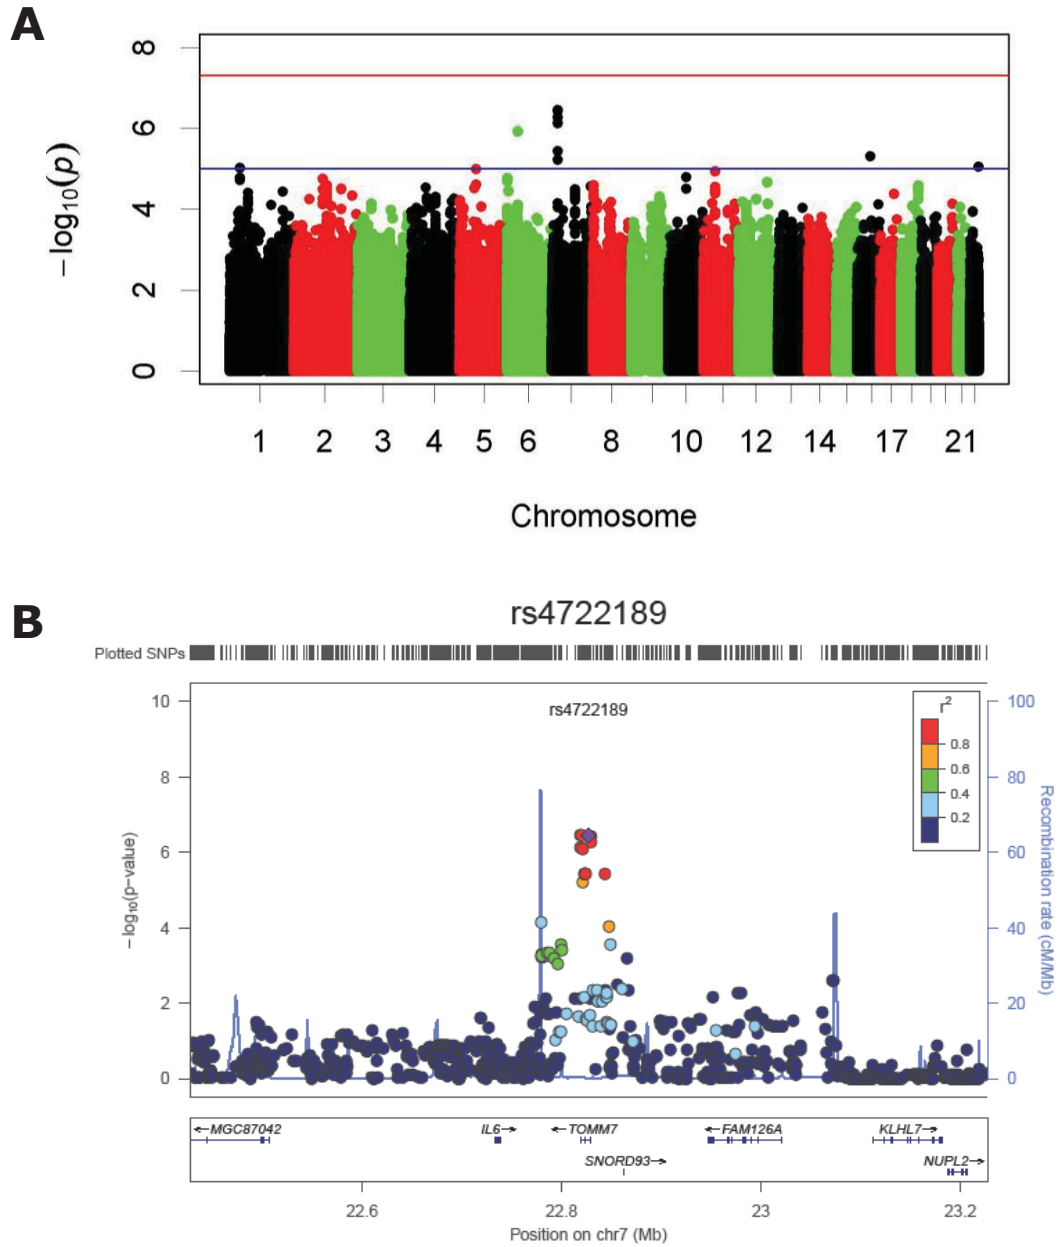 A
8
6
4
2
0
−log10(p)
1 2 3 4 5 6 8 10 12 14 17 21
Chromosome
B
rs4722189
Plotted SNPs
rs4722189
r2
0.8
0.6
0.4
0.2
10
8
6
4
2
0
−log10(p−value)
100
80
60
40
20
0
Recombination rate (cM/Mb)
←MGC87042 IL6→ ←TOMM7 ←FAM126A KLHL7→
SNORD93→ NUPL2→
22.6 22.8 23 23.2
Position on chr7 (Mb)